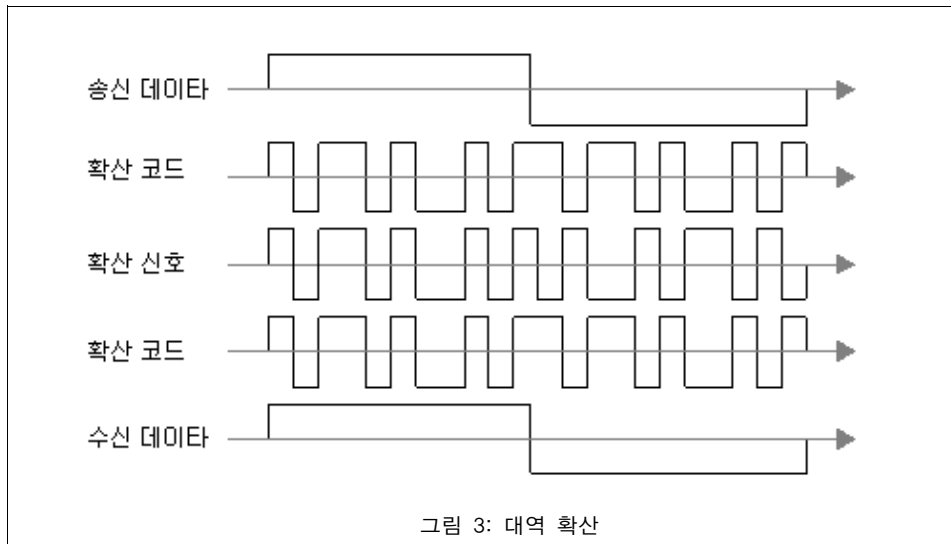 송신 데이타
확산 코드
확산 신호
확산 코드
수신 데이타
그림 3: 대역 확산